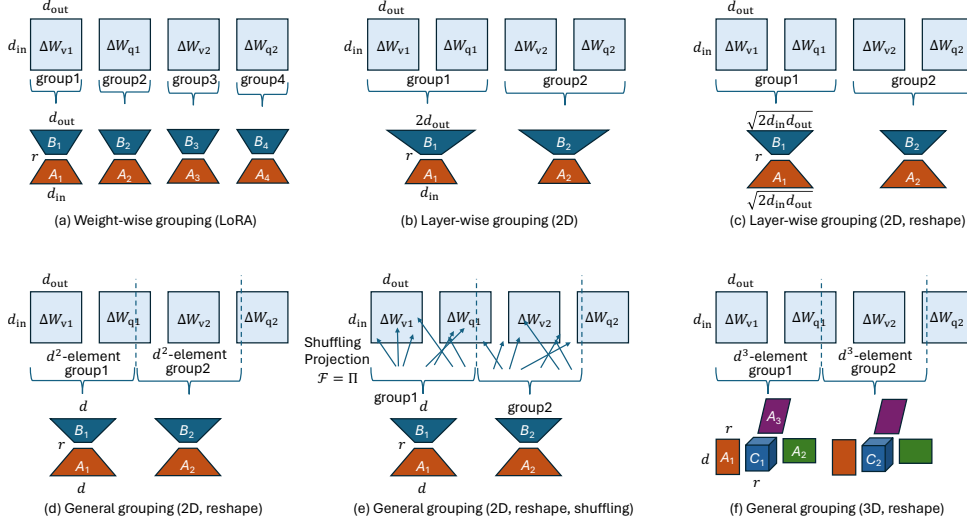 d_out
d_in ΔW_v1 ΔW_q1 ΔW_v2 ΔW_q2
group1 group2 group3 group4
d_out
B_1 B_2 B_3 B_4
r
A_1 A_2 A_3 A_4
d_in
(a) Weight-wise grouping (LoRA)
d_out
d_in ΔW_v1 ΔW_q1 ΔW_v2 ΔW_q2
group1 group2
2d_out
B_1 B_2
r
A_1 A_2
d_in
(b) Layer-wise grouping (2D)
d_out
d_in ΔW_v1 ΔW_q1 ΔW_v2 ΔW_q2
group1 group2
√2d_in d_out
B_1 B_2
r
A_1 A_2
√2d_in d_out
(c) Layer-wise grouping (2D, reshape)
d_out
d_in ΔW_v1 ΔW_q1 ΔW_v2 ΔW_q2
d²-element d²-element
group1 group2
d
B_1 B_2
r
A_1 A_2
d
(d) General grouping (2D, reshape)
d_out
d_in ΔW_v1 ΔW_q1 ΔW_v2 ΔW_q2
Shuffling
Projection
ℱ = Π
group1 group2
d
B_1 B_2
r
A_1 A_2
d
(e) General grouping (2D, reshape, shuffling)
d_out
d_in ΔW_v1 ΔW_q1 ΔW_v2 ΔW_q2
d³-element d³-element
group1 group2
A_3
r
d A_1 C_1 A_2 C_2
r
(f) General grouping (3D, reshape)